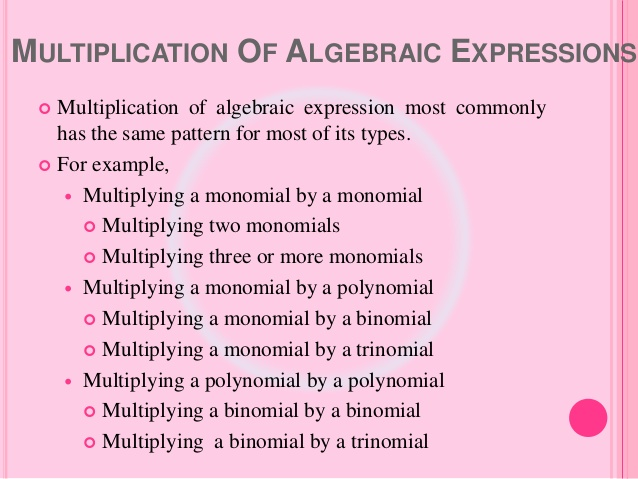 MULTIPLICATION OF ALGEBRAIC EXPRESSIONS
Multiplication of algebraic expression most commonly
has the same pattern for most of its types.
For example,
Multiplying a monomial by a monomial
Multiplying two monomials
Multiplying three or more monomials
Multiplying a monomial by a polynomial
Multiplying a monomial by a binomial
Multiplying a monomial by a trinomial
Multiplying a polynomial by a polynomial
Multiplying a binomial by a binomial
Multiplying a binomial by a trinomial